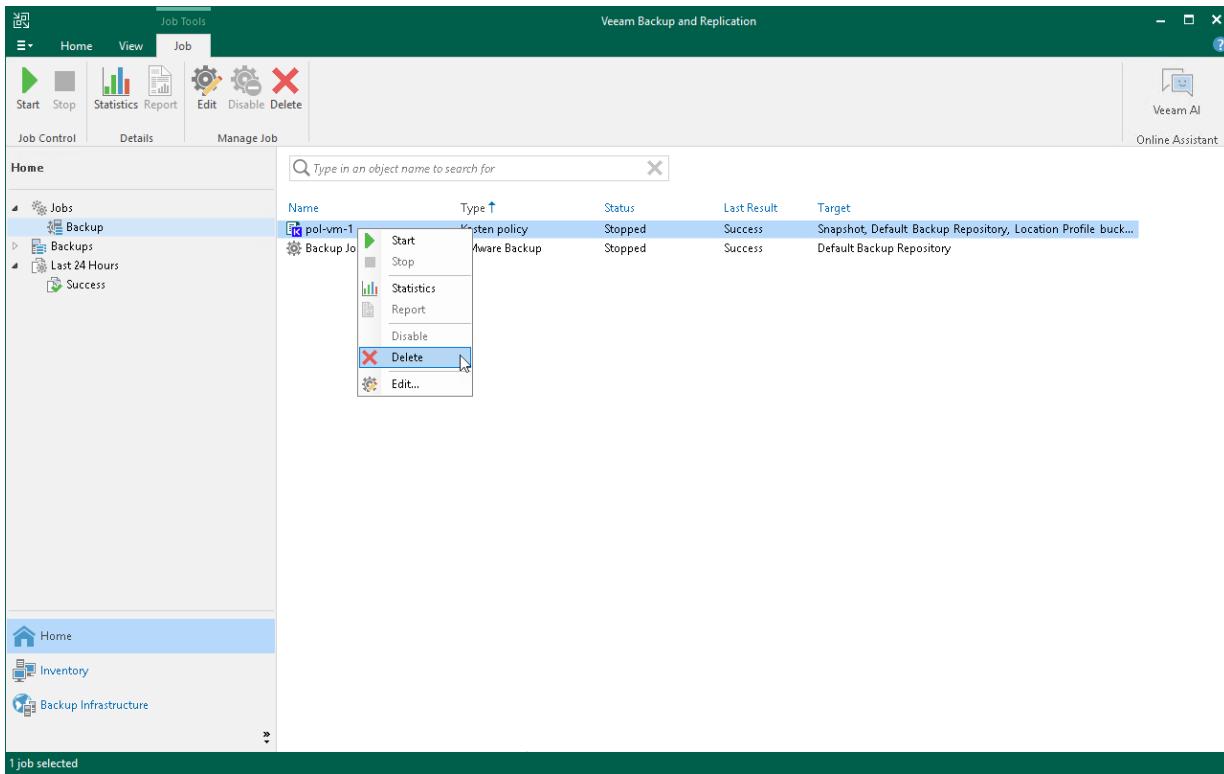 Job Tools
Veeam Backup and Replication
Home View Job
Start Stop Statistics Report Edit Disable Delete
Veeam AI
Job Control Details Manage Job
Online Assistant
Home
Type in an object name to search for
Jobs
Backup
Backups
Last 24 Hours
Success
Name Type Status Last Result Target
pol-vm-1 Kasten policy Stopped Success Snapshot, Default Backup Repository, Location Profile buck...
Backup Jo Mware Backup Stopped Success Default Backup Repository
Start
Stop
Statistics
Report
Disable
Delete
Edit...
Home
Inventory
Backup Infrastructure
1 job selected